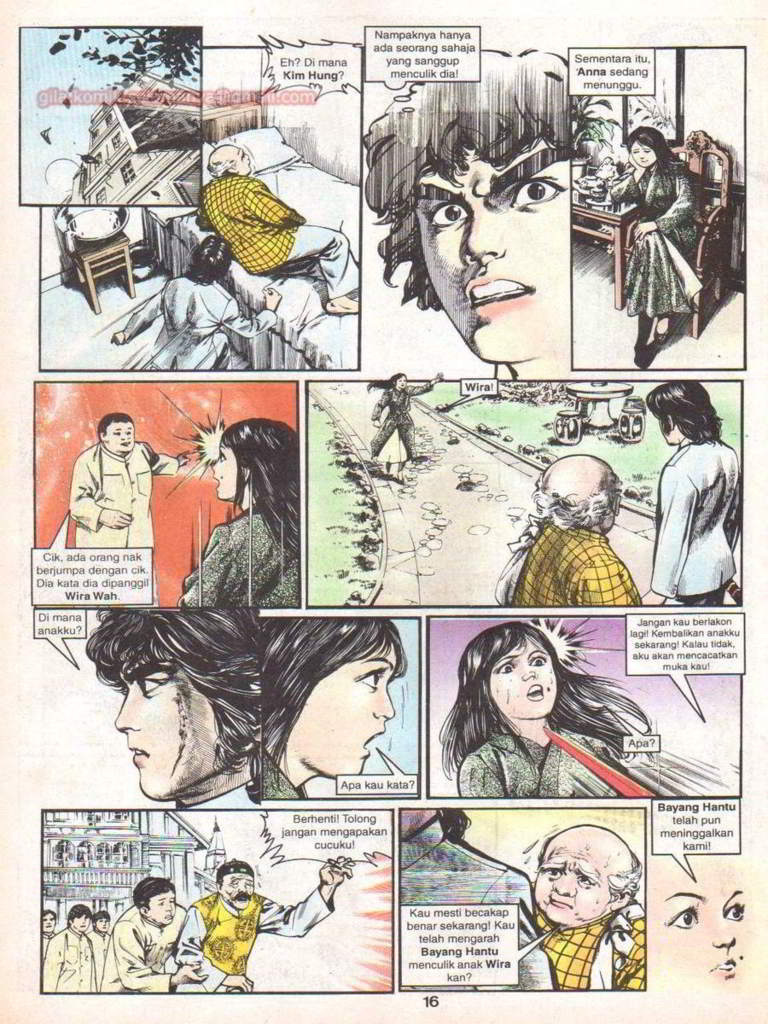 Eh? Di mana
Kim Hung?
Nampaknya hanya
ada seorang sahaja
yang sanggup
menculik dia!
Sementara itu,
'Anna sedang
menunggu.
Cik, ada orang nak
berjumpa dengan cik.
Dia kata dia dipanggil
Wira Wah.
Wira!
Di mana
anakku?
Apa kau kata?
Jangan kau berlakon
lagi! Kembalikan anakku
sekarang! Kalau tidak,
aku akan mencacatkan
muka kau!
Apa?
Berhenti! Tolong
jangan mengapakan
cucuku!
Kau mesti becakap
benar sekarang! Kau
telah mengarah
Bayang Hantu
menculik anak Wira
kan?
Bayang Hantu
telah pun
meninggalkan
kami!
16